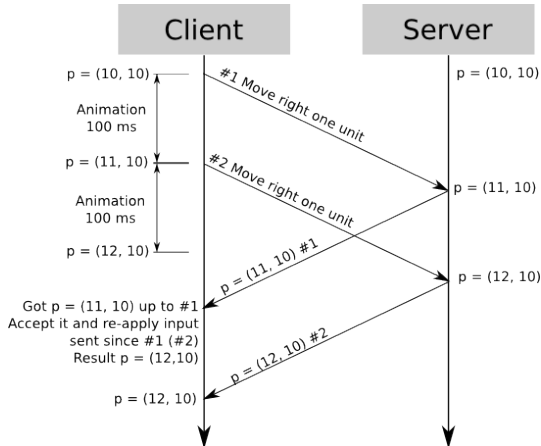 Client
Server
p = (10, 10)
#1 Move right one unit
p = (10, 10)
Animation
100 ms
p = (11, 10)
#2 Move right one unit
p = (11, 10)
Animation
100 ms
p = (12, 10)
p = (11, 10) #1
p = (12, 10)
Got p = (11, 10) up to #1
Accept it and re-apply input
sent since #1 (#2)
Result p = (12,10)
p = (12, 10) #2
p = (12, 10)